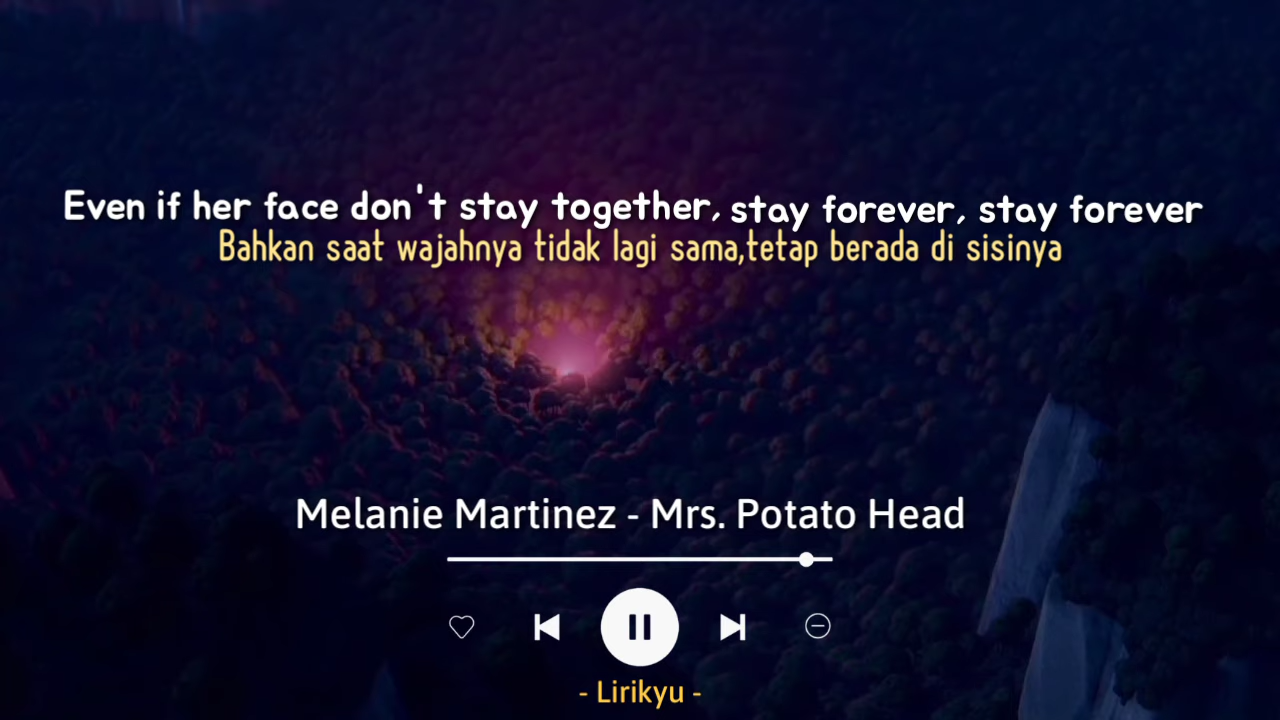 Even if her face don't stay together, stay forever, stay forever
Bahkan saat wajahnya tidak lagi sama,tetap berada di sisinya
Melanie Martinez - Mrs. Potato Head
- Lirikyu -